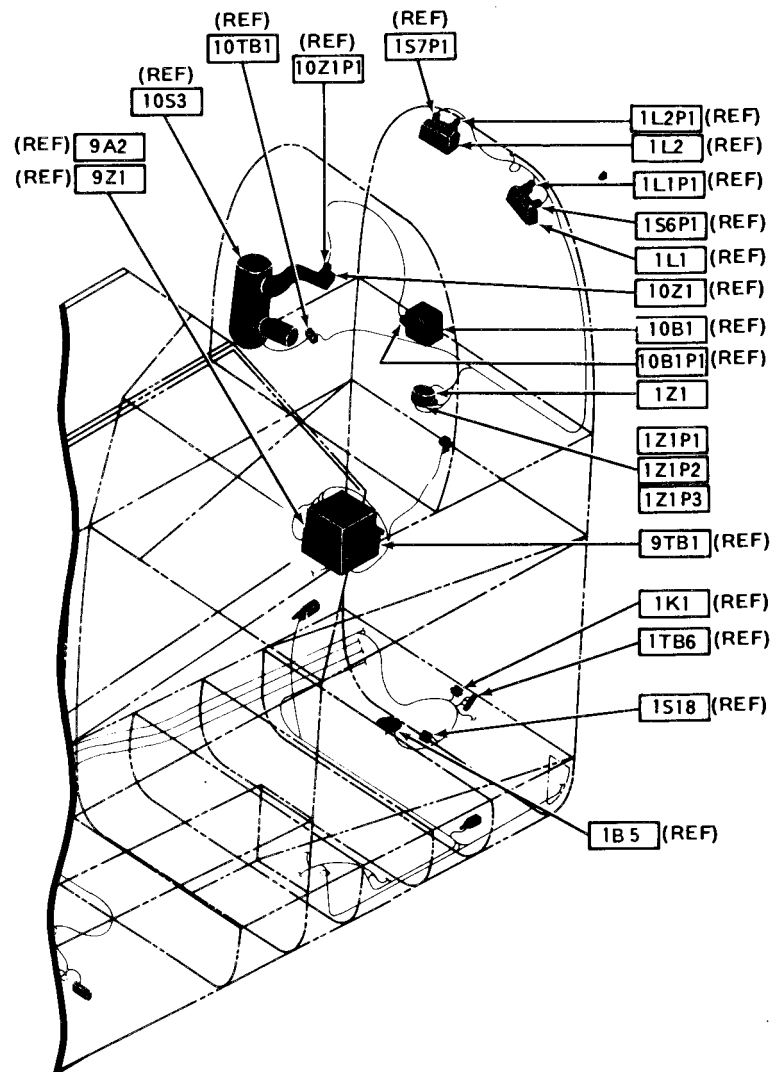 (REF)
10TB1
(REF)
10Z1P1
(REF)
1S7P1
(REF)
10S3
(REF) 9A2
(REF) 9Z1
1L2P1 (REF)
1L2 (REF)
1L1P1 (REF)
1S6P1 (REF)
1L1 (REF)
10Z1 (REF)
10B1 (REF)
10B1P1 (REF)
1Z1
1Z1P1
1Z1P2
1Z1P3
9TB1 (REF)
1K1 (REF)
1TB6 (REF)
1S18 (REF)
1B5 (REF)